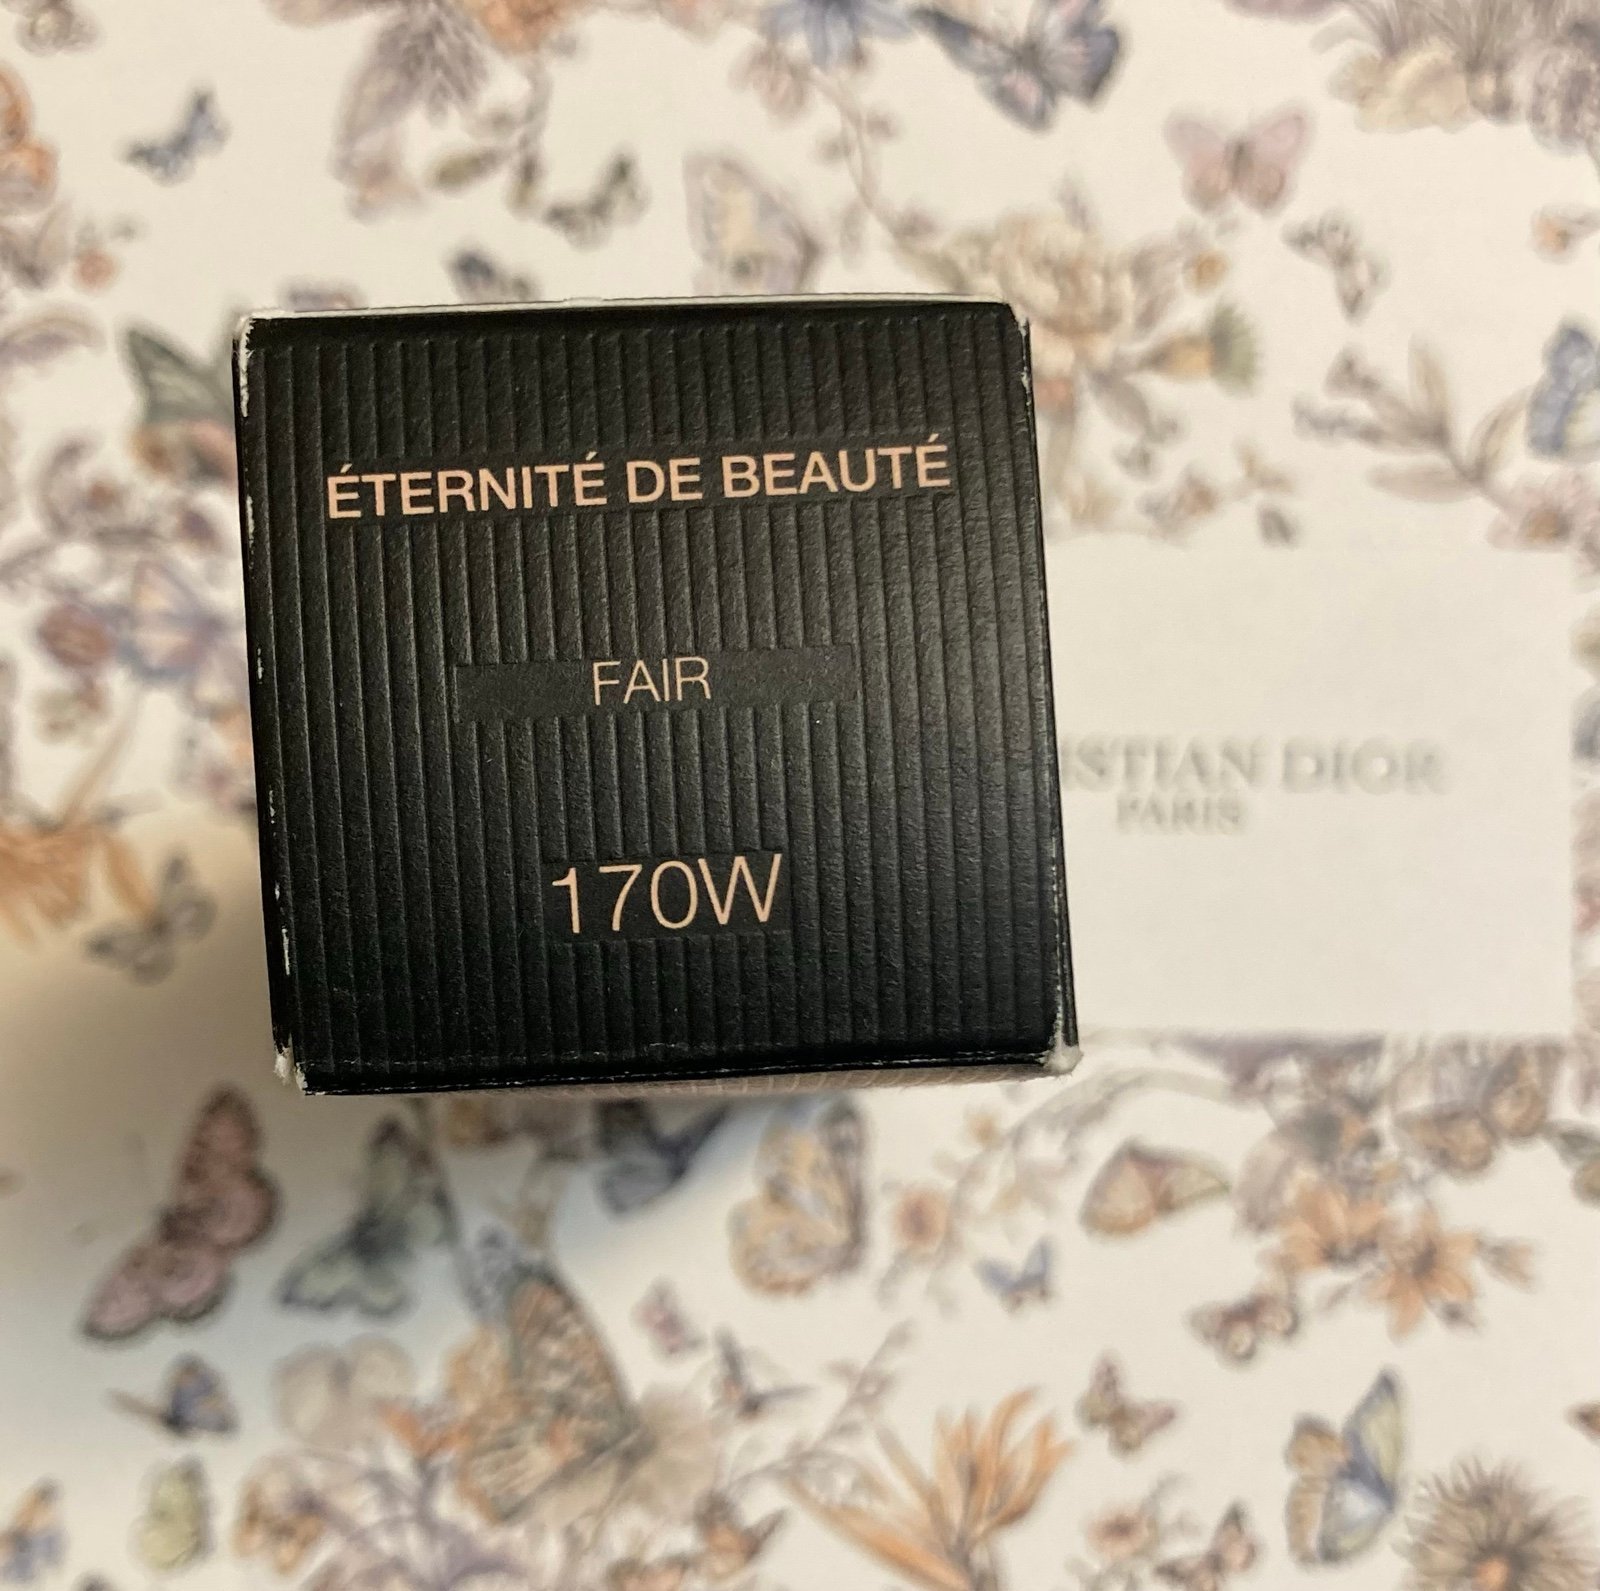 ÉTERNITÉ DE BEAUTÉ
FAIR
170W
ISTIAN DIOR
PARIS